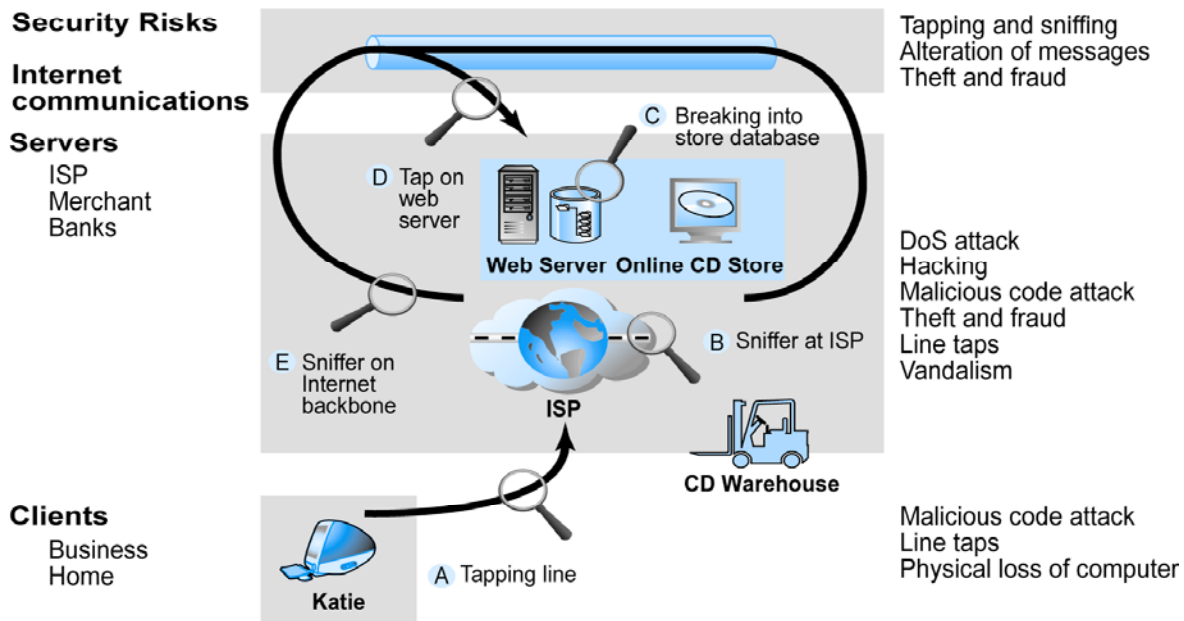 Security Risks
Internet
communications
Servers
ISP
Merchant
Banks
Clients
Business
Home
C Breaking into
store database
D Tap on
web
server
Web Server
Online CD Store
E Sniffer on
Internet
backbone
B Sniffer at ISP
ISP
CD Warehouse
A Tapping line
Katie
Tapping and sniffing
Alteration of messages
Theft and fraud
DoS attack
Hacking
Malicious code attack
Theft and fraud
Line taps
Vandalism
Malicious code attack
Line taps
Physical loss of computer